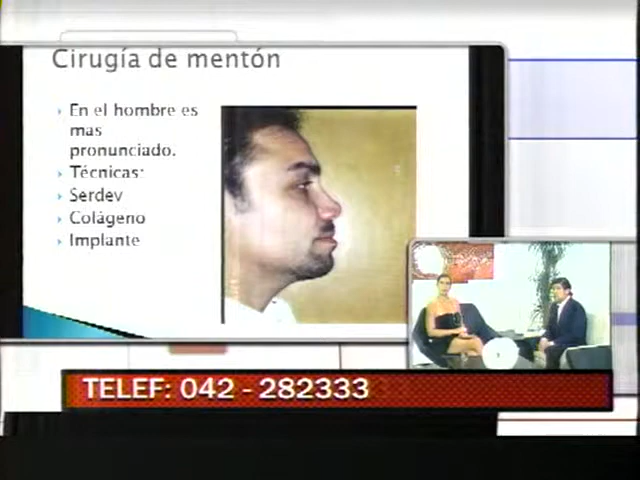 Cirugía de mentón
En el hombre es
mas
pronunciado.
Técnicas:
Serdev
Colágeno
Implante
TELEF: 042 - 282333